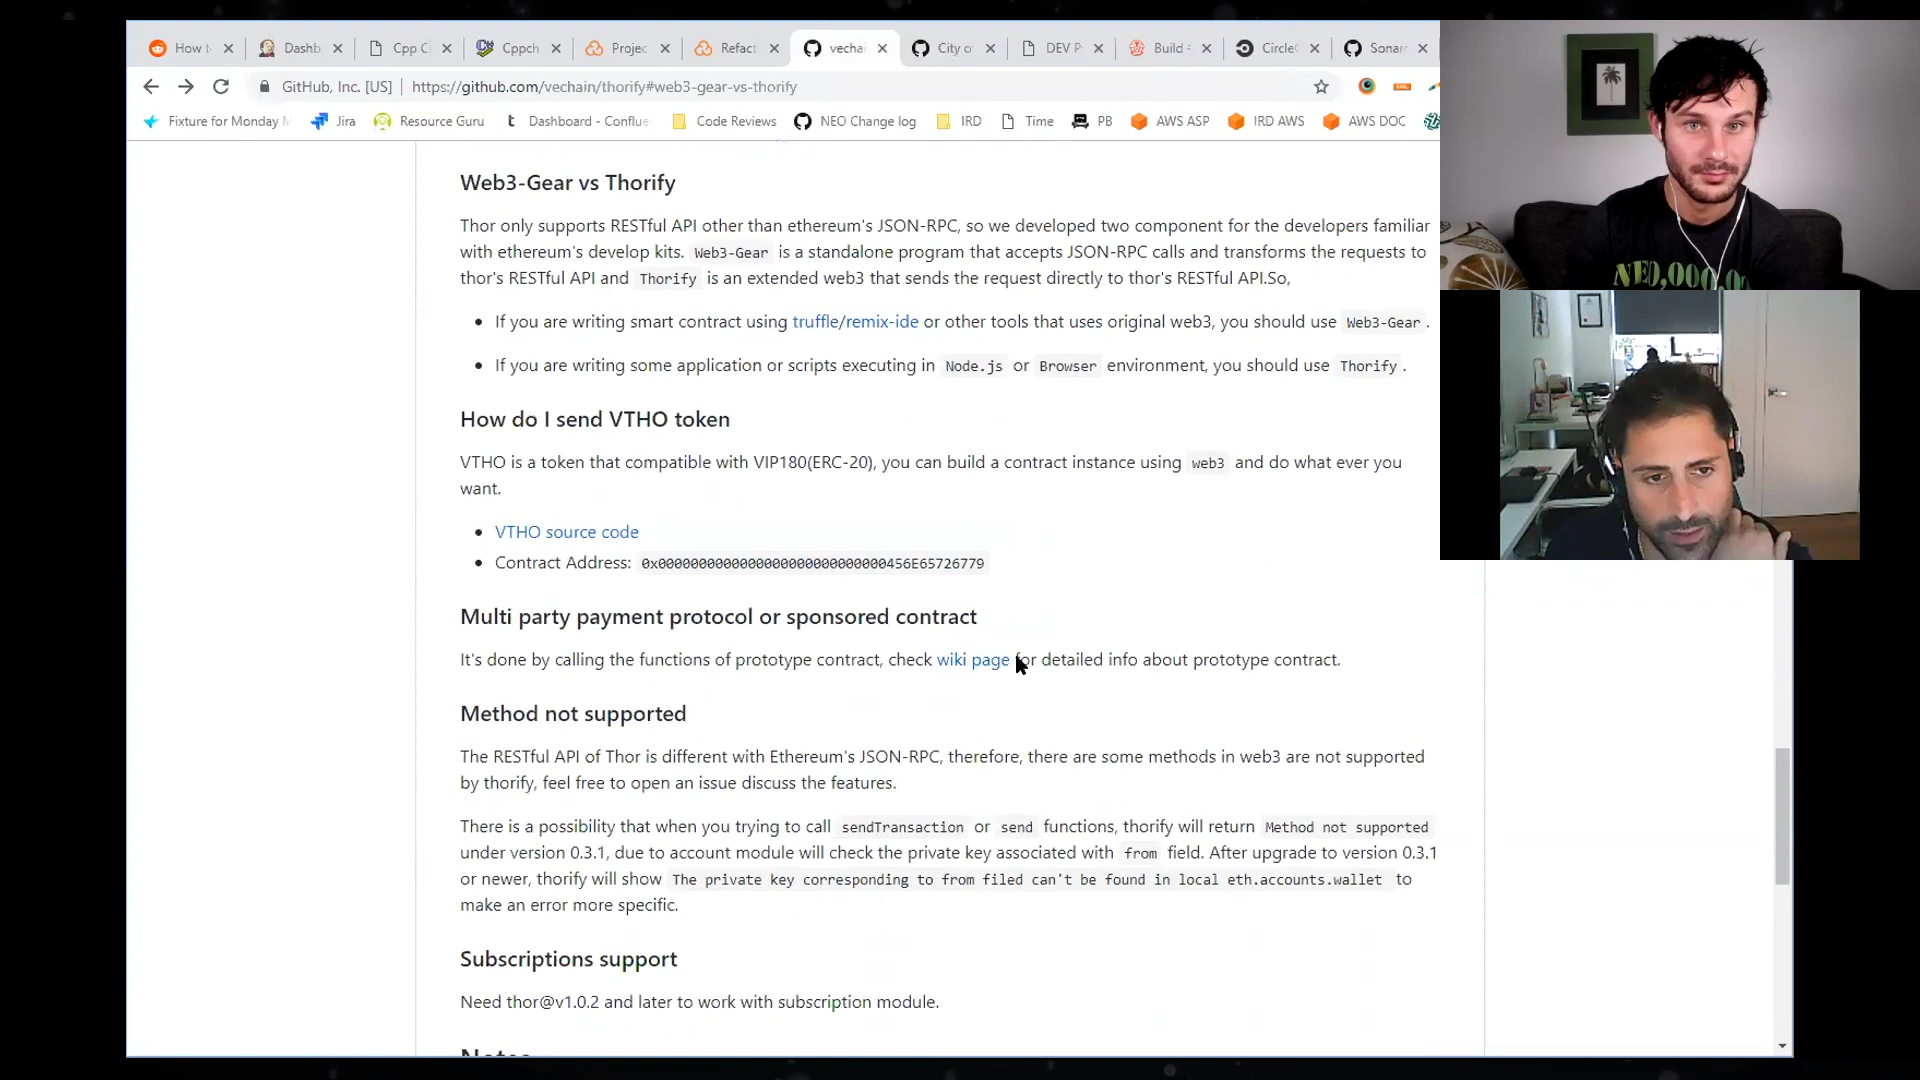 How t
Dashb
Cpp C
Cppch
Projec
Refact
vechai
City o
DEV P
Build
Circle
Sonar
GitHub, Inc. [US]
https://github.com/vechain/thorify#web3-gear-vs-thorify
Fixture for Monday
Jira
Resource Guru
Dashboard - Conflue
Code Reviews
NEO Change log
IRD
Time
PB
AWS ASP
IRD AWS
AWS DOC
Web3-Gear vs Thorify
Thor only supports RESTful API other than ethereum's JSON-RPC, so we developed two component for the developers familiar
with ethereum's develop kits. Web3-Gear is a standalone program that accepts JSON-RPC calls and transforms the requests to
thor's RESTful API and Thorify is an extended web3 that sends the request directly to thor's RESTful API.So,
• If you are writing smart contract using truffle/remix-ide or other tools that uses original web3, you should use Web3-Gear .
• If you are writing some application or scripts executing in Node.js or Browser environment, you should use Thorify .
How do I send VTHO token
VTHO is a token that compatible with VIP180(ERC-20), you can build a contract instance using web3 and do what ever you
want.
• VTHO source code
• Contract Address: 0x0000000000000000000000000000456E65726779
Multi party payment protocol or sponsored contract
It's done by calling the functions of prototype contract, check wiki page for detailed info about prototype contract.
Method not supported
The RESTful API of Thor is different with Ethereum's JSON-RPC, therefore, there are some methods in web3 are not supported
by thorify, feel free to open an issue discuss the features.
There is a possibility that when you trying to call sendTransaction or send functions, thorify will return Method not supported
under version 0.3.1, due to account module will check the private key associated with from field. After upgrade to version 0.3.1
or newer, thorify will show The private key corresponding to from filed can't be found in local eth.accounts.wallet to
make an error more specific.
Subscriptions support
Need thor@v1.0.2 and later to work with subscription module.
Notes